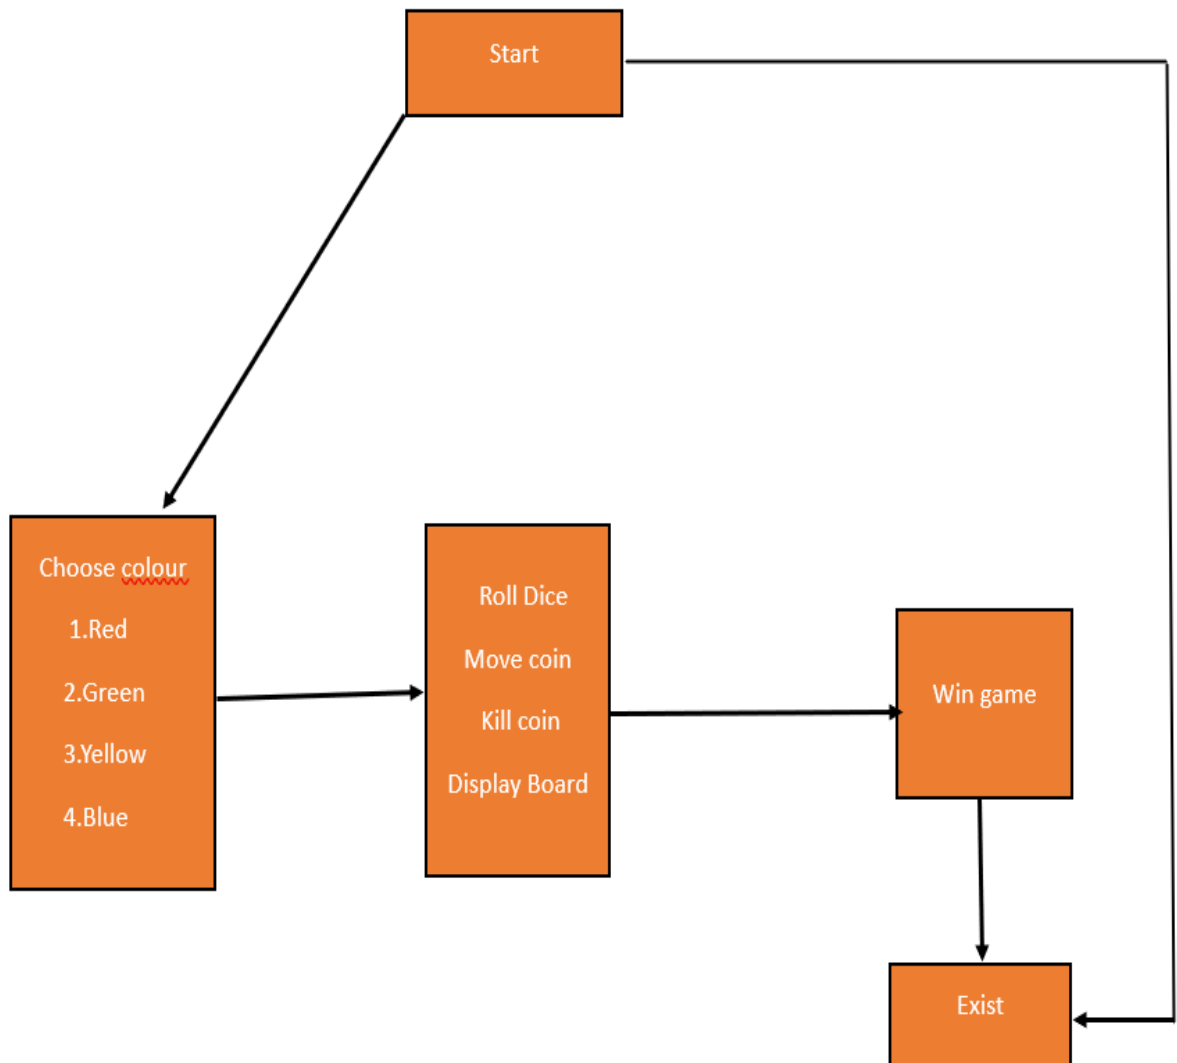 Start
Choose colour
1.Red
2.Green
3.Yellow
4.Blue
Roll Dice
Move coin
Kill coin
Display Board
Win game
Exist